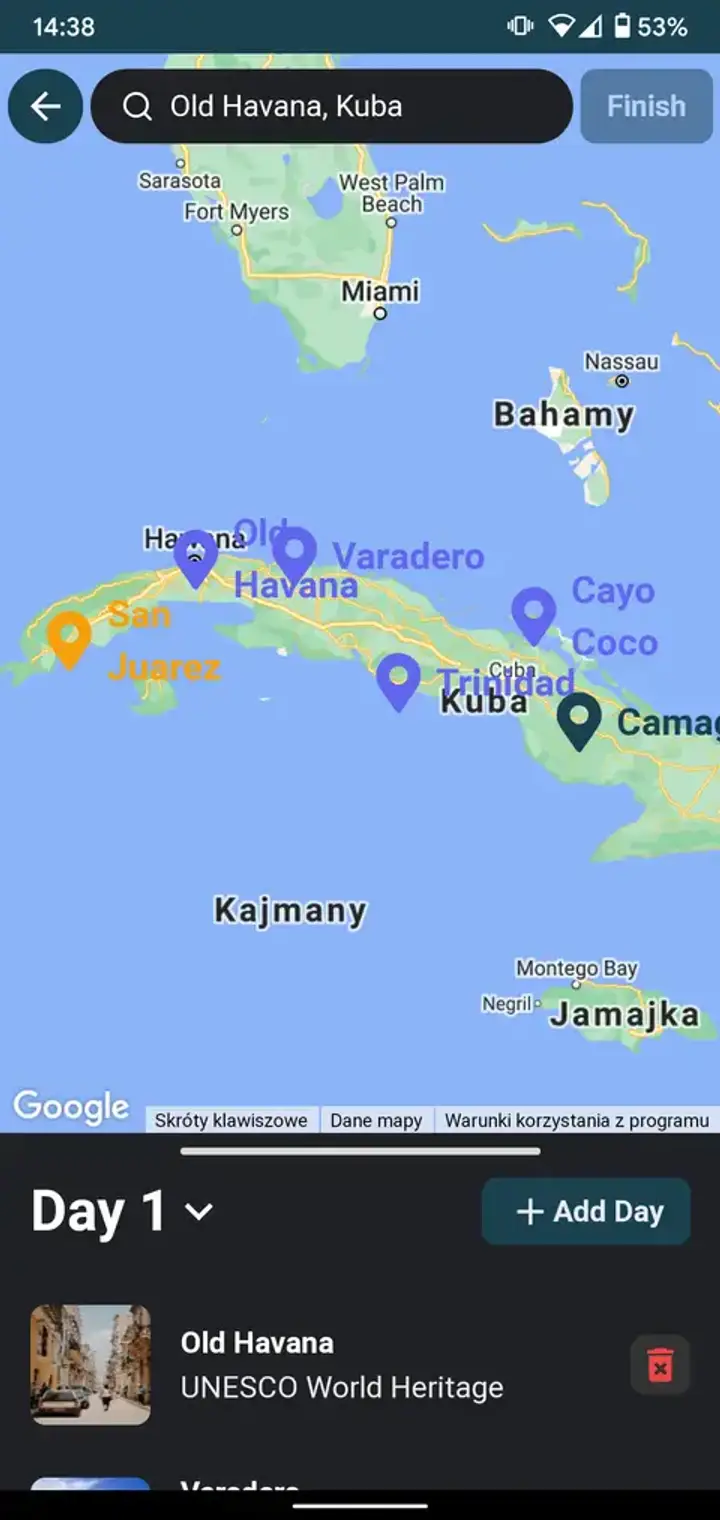 14:38
53%
Old Havana, Kuba
Finish
Sarasota
West Palm
Beach
Fort Myers
Miami
Nassau
Bahamy
Havana
Old
Havana
Varadero
San
Juarez
Cayo
Coco
Cuba
Trinidad
Kuba
Camag
Kajmany
Montego Bay
Negril
Jamajka
Google
Skróty klawiszowe
Dane mapy
Warunki korzystania z programu
Day 1
+ Add Day
Old Havana
UNESCO World Heritage
Varadero